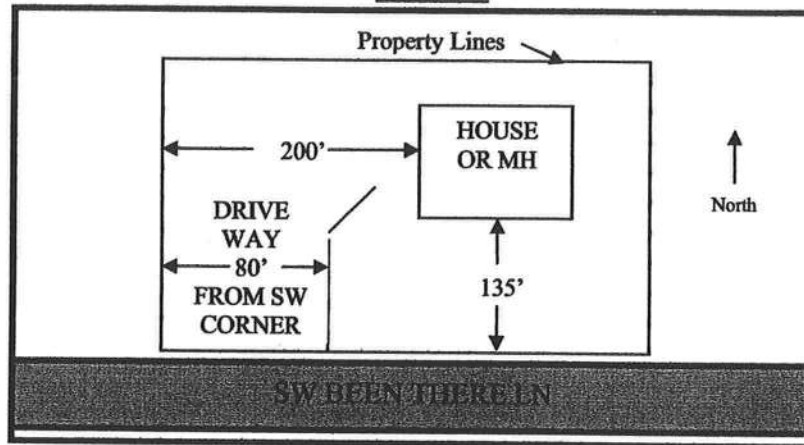 Property Lines
HOUSE
OR MH
200’
North
DRIVE
WAY
80’
FROM SW
CORNER
135’
SW BEEN THERE LN